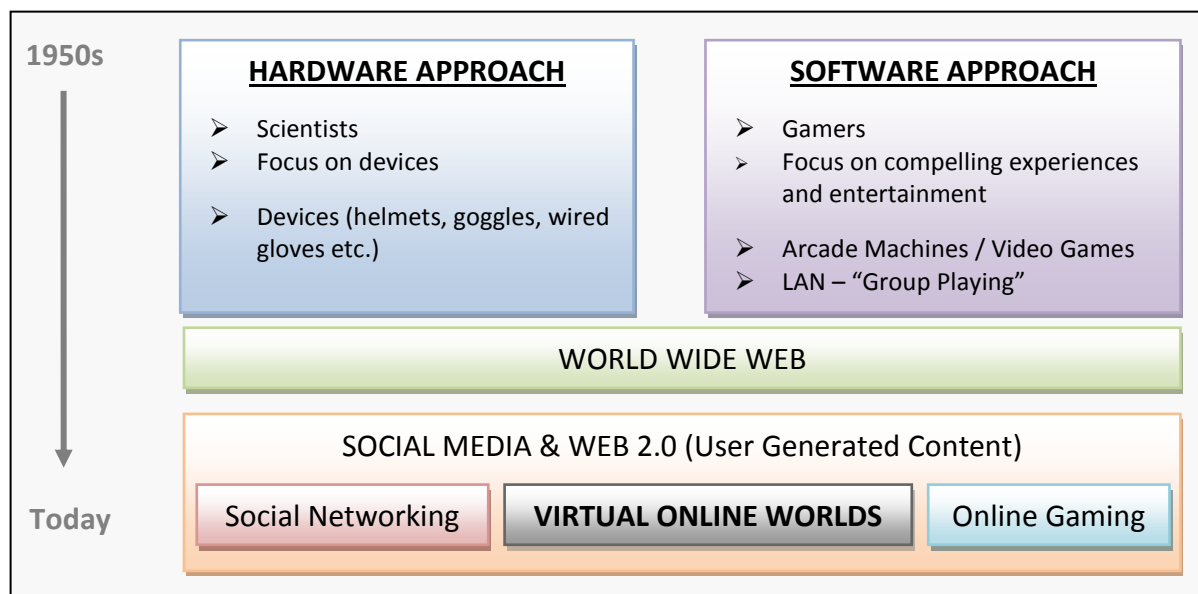 1950s
HARDWARE APPROACH
➢ Scientists
➢ Focus on devices
➢ Devices (helmets, goggles, wired
gloves etc.)
SOFTWARE APPROACH
➢ Gamers
➢ Focus on compelling experiences
and entertainment
➢ Arcade Machines / Video Games
➢ LAN – “Group Playing”
WORLD WIDE WEB
SOCIAL MEDIA & WEB 2.0 (User Generated Content)
Social Networking
VIRTUAL ONLINE WORLDS
Online Gaming
Today